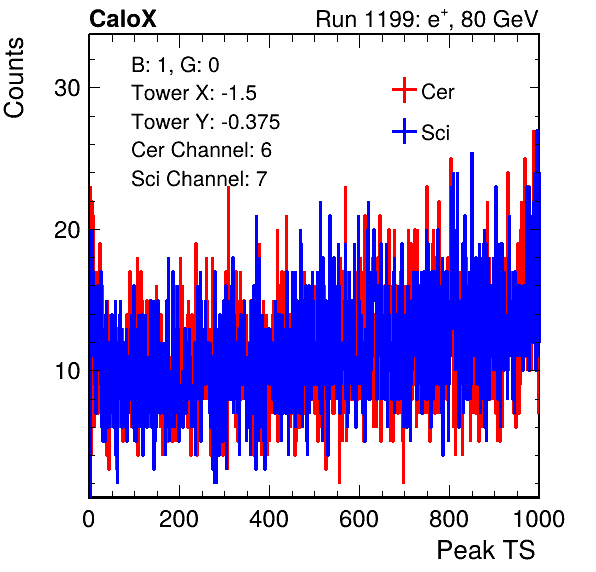 CaloX
Run 1199: e+, 80 GeV
Counts
B: 1, G: 0
Tower X: -1.5
Tower Y: -0.375
Cer Channel: 6
Sci Channel: 7
Cer
Sci
30
20
10
0 200 400 600 800 1000
Peak TS